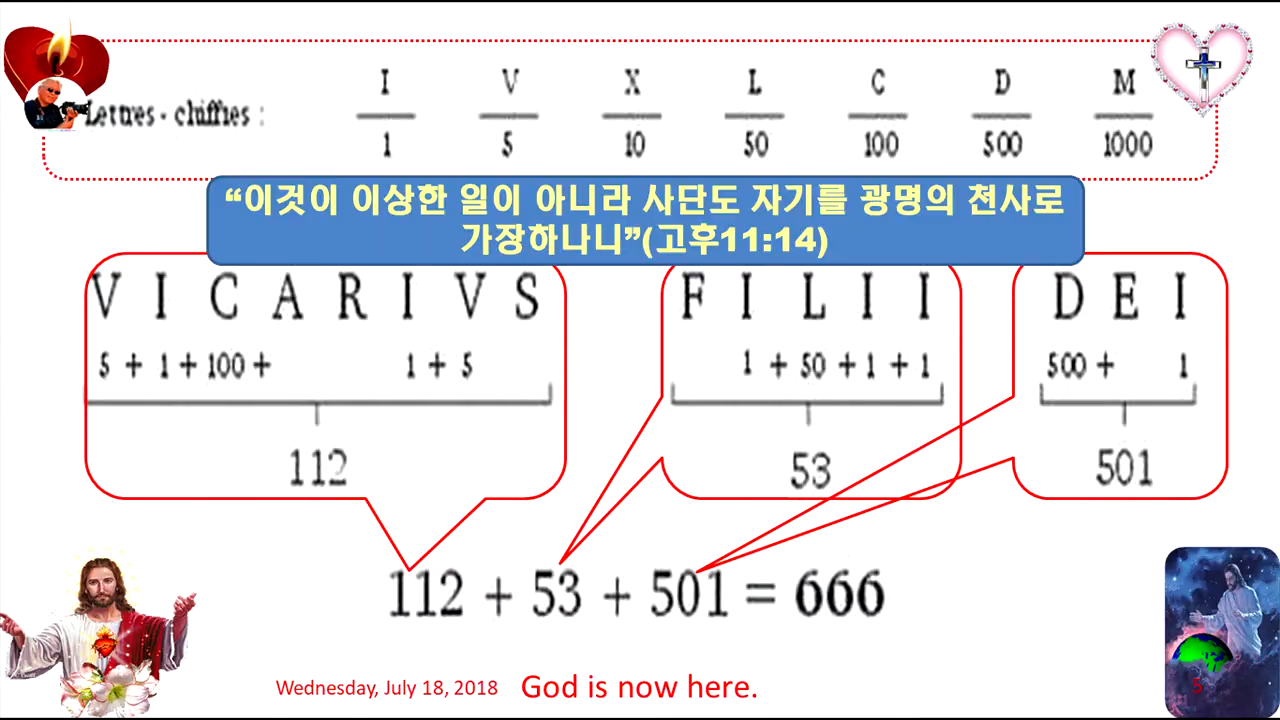 I V X L C D M
Lettres - chiffres :
1 5 10 50 100 500 1000
“이것이 이상한 일이 아니라 사단도 자기를 광명의 천사로
가장하나니”(고후11:14)
V I C A R I V S F I L I I D E I
5 + 1 + 100 + 1 + 5 1 + 50 + 1 + 1 500 + 1
112 53 501
112 + 53 + 501 = 666
Wednesday, July 18, 2018 God is now here.
5